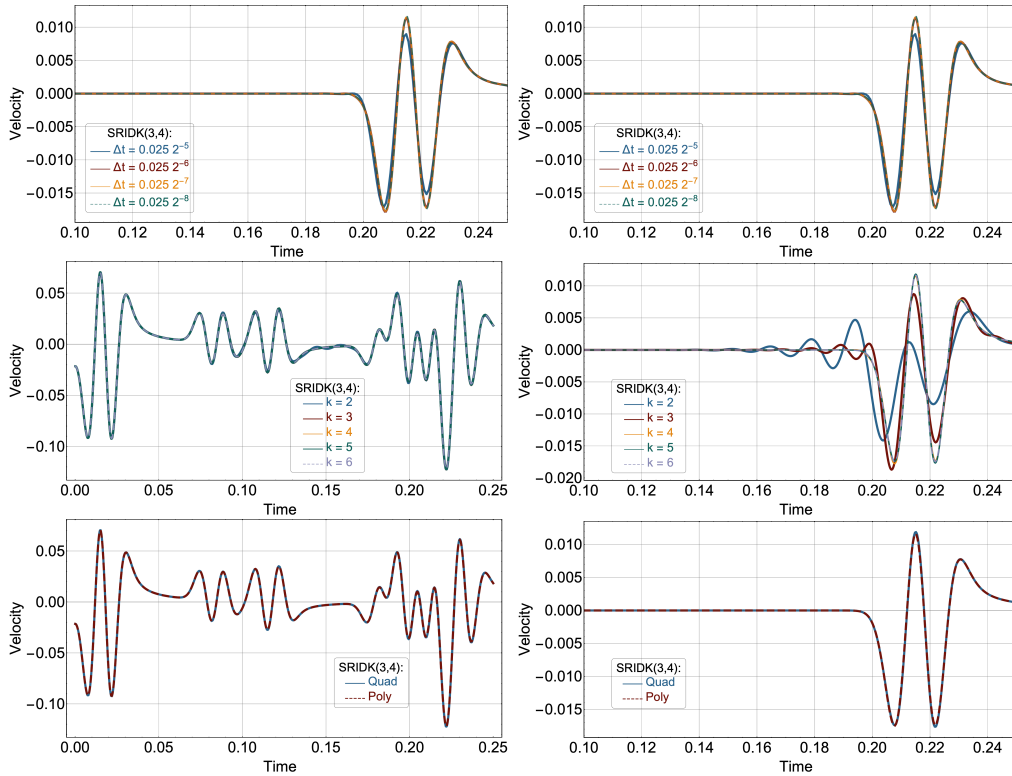 0.010
0.005
0.000
−0.005
−0.010
−0.015
Velocity
SRIDK(3,4):
Δt = 0.025 2⁻⁵
Δt = 0.025 2⁻⁶
Δt = 0.025 2⁻⁷
Δt = 0.025 2⁻⁸
0.10 0.12 0.14 0.16 0.18 0.20 0.22 0.24
Time
0.010
0.005
0.000
−0.005
−0.010
−0.015
Velocity
SRIDK(3,4):
Δt = 0.025 2⁻⁵
Δt = 0.025 2⁻⁶
Δt = 0.025 2⁻⁷
Δt = 0.025 2⁻⁸
0.10 0.12 0.14 0.16 0.18 0.20 0.22 0.24
Time
0.05
0.00
−0.05
−0.10
Velocity
SRIDK(3,4):
k = 2
k = 3
k = 4
k = 5
k = 6
0.00 0.05 0.10 0.15 0.20 0.25
Time
0.010
0.005
0.000
−0.005
−0.010
−0.015
−0.020
Velocity
SRIDK(3,4):
k = 2
k = 3
k = 4
k = 5
k = 6
0.10 0.12 0.14 0.16 0.18 0.20 0.22 0.24
Time
0.05
0.00
−0.05
−0.10
Velocity
SRIDK(3,4):
Quad
Poly
0.00 0.05 0.10 0.15 0.20 0.25
Time
0.010
0.005
0.000
−0.005
−0.010
−0.015
Velocity
SRIDK(3,4):
Quad
Poly
0.10 0.12 0.14 0.16 0.18 0.20 0.22 0.24
Time